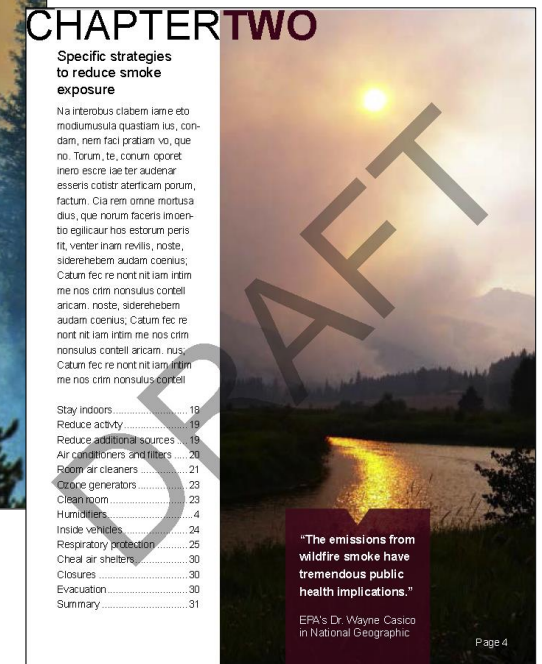 CHAPTERTWO
Specific strategies
to reduce smoke
exposure
Na interobus clabem iame eto
modiumusula quastiam ius, con-
dam, nem faci pratiam vo, que
no. Torum, te, conum oporet
inero escre iae ter audenar
esseris cotistr aterficam porum,
factum. Cia rem omne mortusa
dius, que norum faceris imoen-
tio egilicaur hos estorum peris
fit, venter inam revilis, noste,
siderehebem audam coenius;
Catum fec re nont nit iam intim
me nos crim nonsulus contell
aricam. noste, siderehebem
audam coenius; Catum fec re
nont nit iam intim me nos crim
nonsulus contell aricam. nus;
Catum fec re nont nit iam intim
me nos crim nonsulus contell
Stay indoors 18
Reduce activty 19
Reduce additional sources 19
Air conditioners and filters 20
Room air cleaners 21
Ozone generators 23
Clean room 23
Humidifiers 4
Inside vehicles 24
Respiratory protection 25
Cheal air shelters 30
Closures 30
Evacuation 30
Summary 31
DRAFT
“The emissions from
wildfire smoke have
tremendous public
health implications.”
EPA's Dr. Wayne Casico
in National Geographic
Page 4